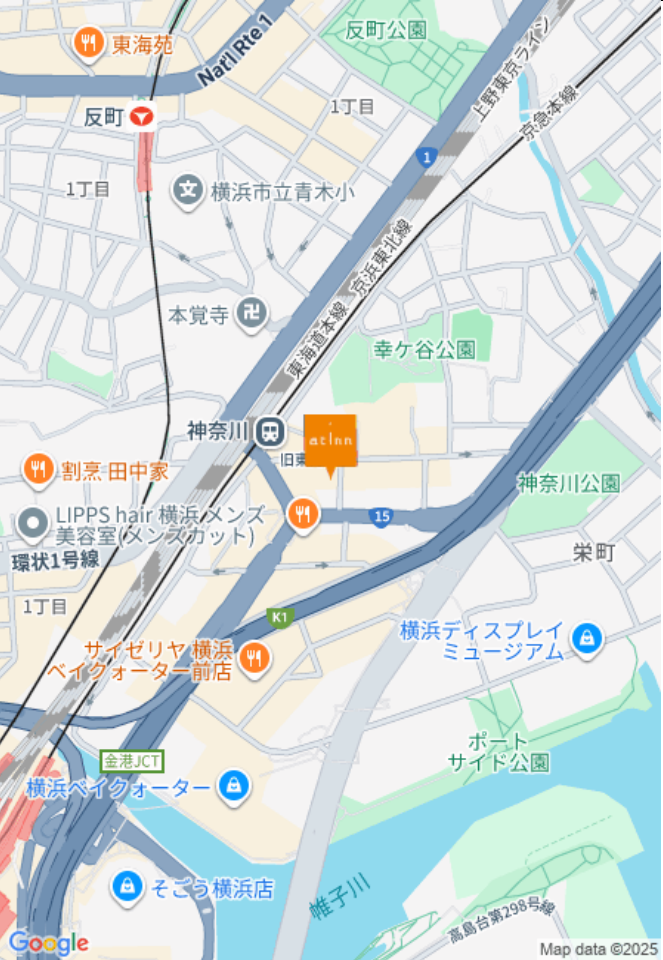 反町公園
東海苑
Nat'l Rte 1
上野東京ライン
京急本線
1丁目
反町
1
1丁目
横浜市立青木小
京浜東北線
東海道本線
本覚寺
幸ケ谷公園
神奈川
at inn
旧東
割烹 田中家
神奈川公園
LIPPS hair 横浜 メンズ
美容室(メンズカット)
15
環状1号線
栄町
1丁目
K1
横浜ディスプレイ
ミュージアム
サイゼリヤ 横浜
ベイクォーター前店
ポート
サイド公園
金港JCT
横浜ベイクォーター
そごう横浜店
帷子川
高島台第298号線
Google
Map data ©2025